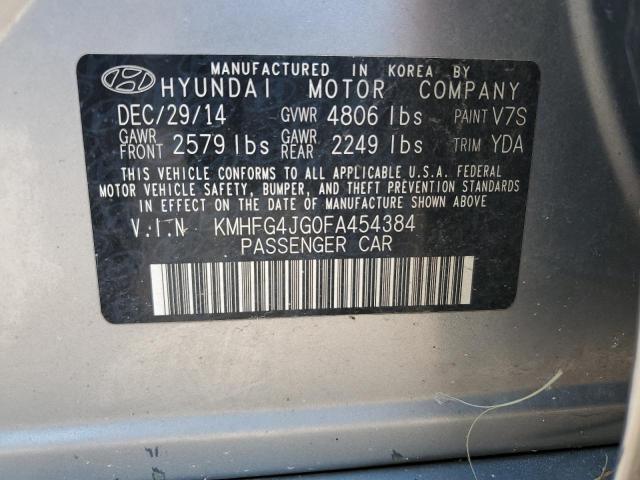 MANUFACTURED IN KOREA BY
HYUNDAI MOTOR COMPANY
DEC/29/14 GVWR 4806 lbs PAINT V7S
GAWR FRONT 2579 lbs GAWR REAR 2249 lbs TRIM YDA
THIS VEHICLE CONFORMS TO ALL APPLICABLE U.S.A. FEDERAL
MOTOR VEHICLE SAFETY, BUMPER, AND THEFT PREVENTION STANDARDS
IN EFFECT ON THE DATE OF MANUFACTURE SHOWN ABOVE.
V.I.N KMHFG4JG0FA454384
PASSENGER CAR